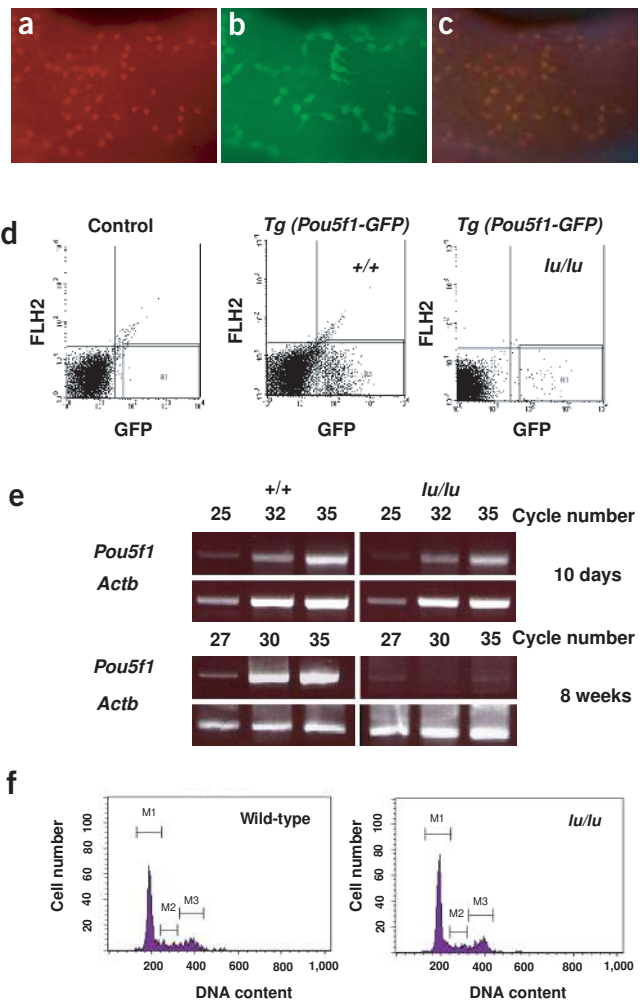 a b c
d
Control Tg (Pou5f1-GFP) Tg (Pou5f1-GFP)
+/+ lu/lu
FLH2 FLH2 FLH2
R1 R1 R1
GFP GFP GFP
e
+/+ lu/lu
25 32 35 25 32 35 Cycle number
Pou5f1
Actb
10 days
27 30 35 27 30 35 Cycle number
Pou5f1
Actb
8 weeks
f
Wild-type lu/lu
M1 M1
M2 M3 M2 M3
Cell number Cell number
100 100
80 80
60 60
40 40
20 20
200 400 600 800 1,000 200 400 600 800 1,000
DNA content DNA content